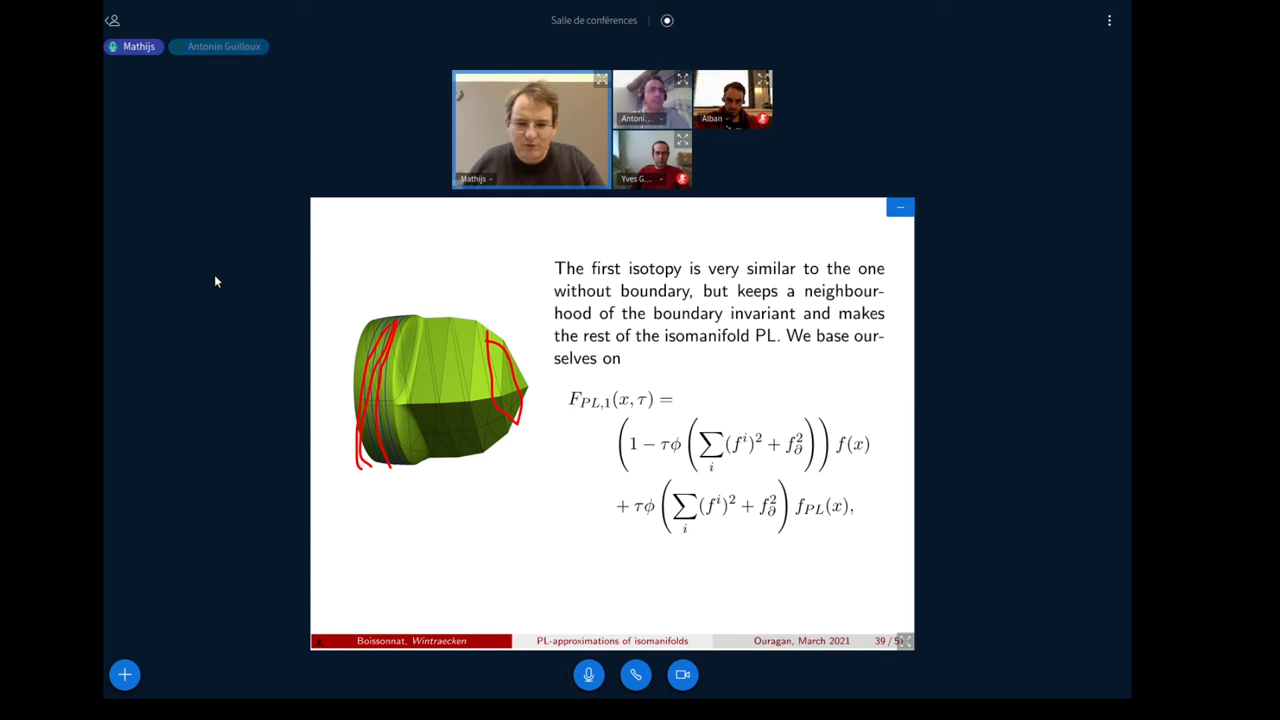 Salle de conférences
Mathijs
Antonin Guilloux
Antoni...
Alban
Mathijs
Yves G...
The first isotopy is very similar to the one
without boundary, but keeps a neighbour-
hood of the boundary invariant and makes
the rest of the isomanifold PL. We base our-
selves on
F_{PL,1}(x, τ) =
(1 − τϕ (∑_i (f^i)^2 + f_∂^2)) f(x)
+ τϕ (∑_i (f^i)^2 + f_∂^2) f_{PL}(x),
Boissonnat, Wintraecken
PL-approximations of isomanifolds
Ouragan, March 2021
39 /